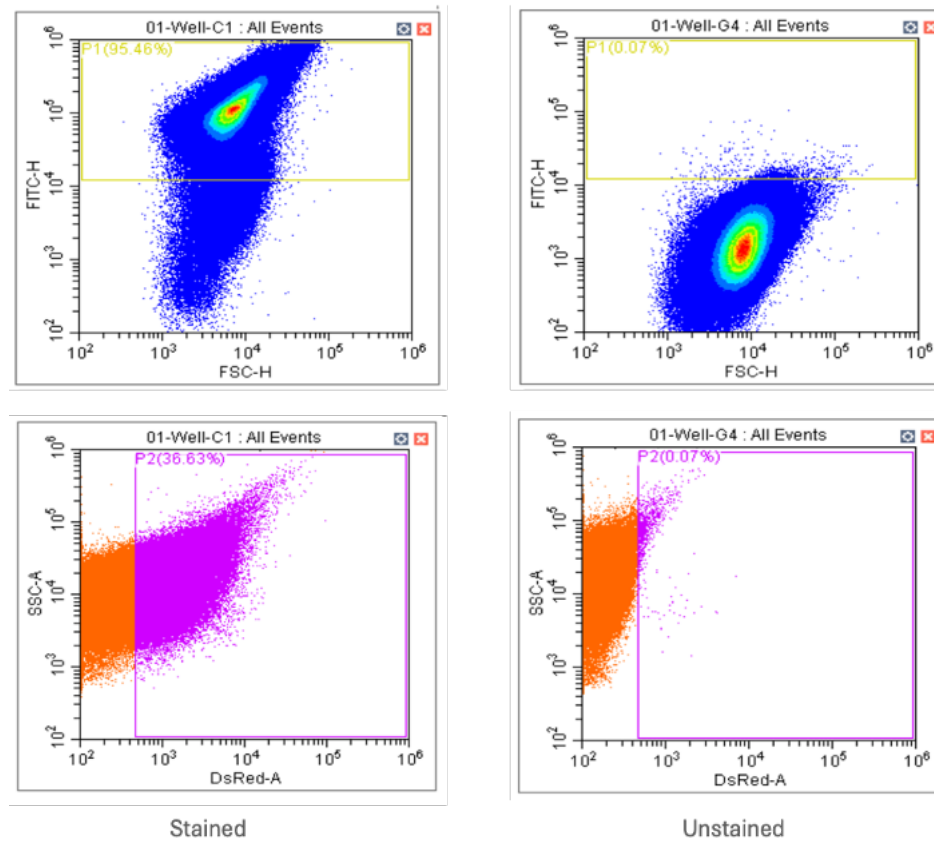 01-Well-C1 : All Events
P1(95.46%)
FITC-H
10^6
10^5
10^4
10^3
10^2
10^2 10^3 10^4 10^5 10^6
FSC-H
01-Well-G4 : All Events
P1(0.07%)
FITC-H
10^6
10^5
10^4
10^3
10^2
10^2 10^3 10^4 10^5 10^6
FSC-H
01-Well-C1 : All Events
P2(36.63%)
SSC-A
10^6
10^5
10^4
10^3
10^2
10^2 10^3 10^4 10^5 10^6
DsRed-A
01-Well-G4 : All Events
P2(0.07%)
SSC-A
10^6
10^5
10^4
10^3
10^2
10^2 10^3 10^4 10^5 10^6
DsRed-A
Stained
Unstained